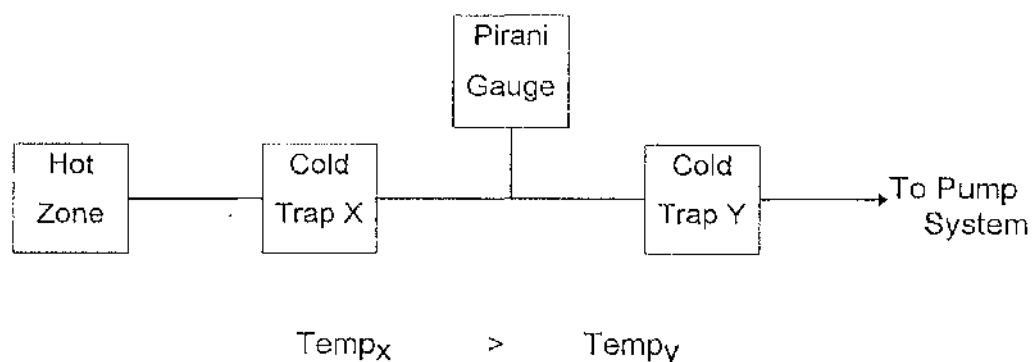 Pirani
Gauge
Hot
Zone
Cold
Trap X
Cold
Trap Y
To Pump
System
Tempx > Tempy